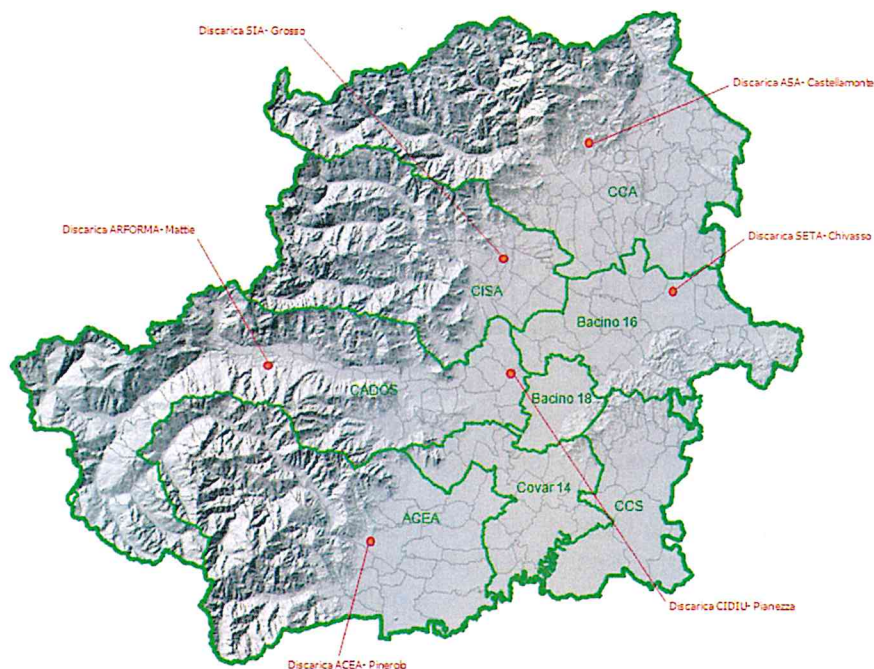 Discarica SIA- Grosso
Discarica ASA- Castellamonte
CCA
Discarica ARFORMA- Mattie
Discarica SETA- Chivasso
CISA
Bacino 16
CADOS
Bacino 18
Covar 14
CCS
ACEA
Discarica CIDIU- Pianezza
Discarica ACEA- Pinerolo